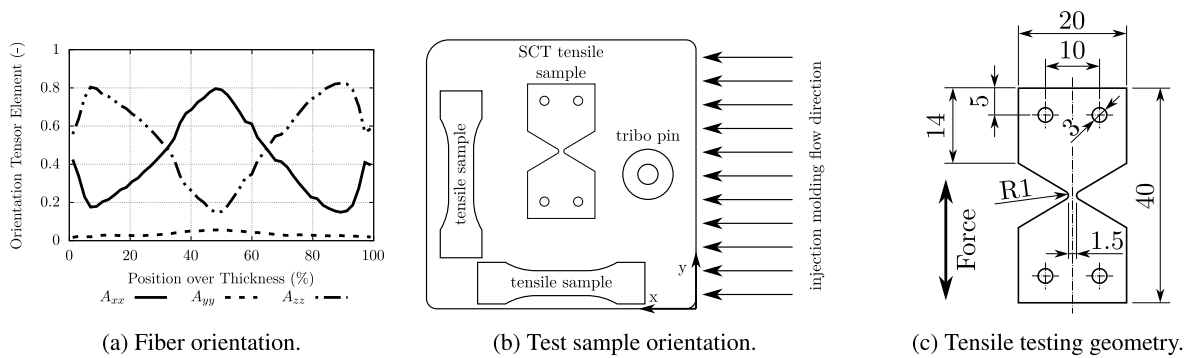 Orientation Tensor Element (-)
1
0.8
0.6
0.4
0.2
0
0 20 40 60 80 100
Position over Thickness (%)
Axx Ayy Azz
(a) Fiber orientation.
SCT tensile
sample
tensile sample
tribo pin
tensile sample
y
x
injection molding flow direction
(b) Test sample orientation.
20
10
5
14
3
R1
40
1.5
Force
(c) Tensile testing geometry.